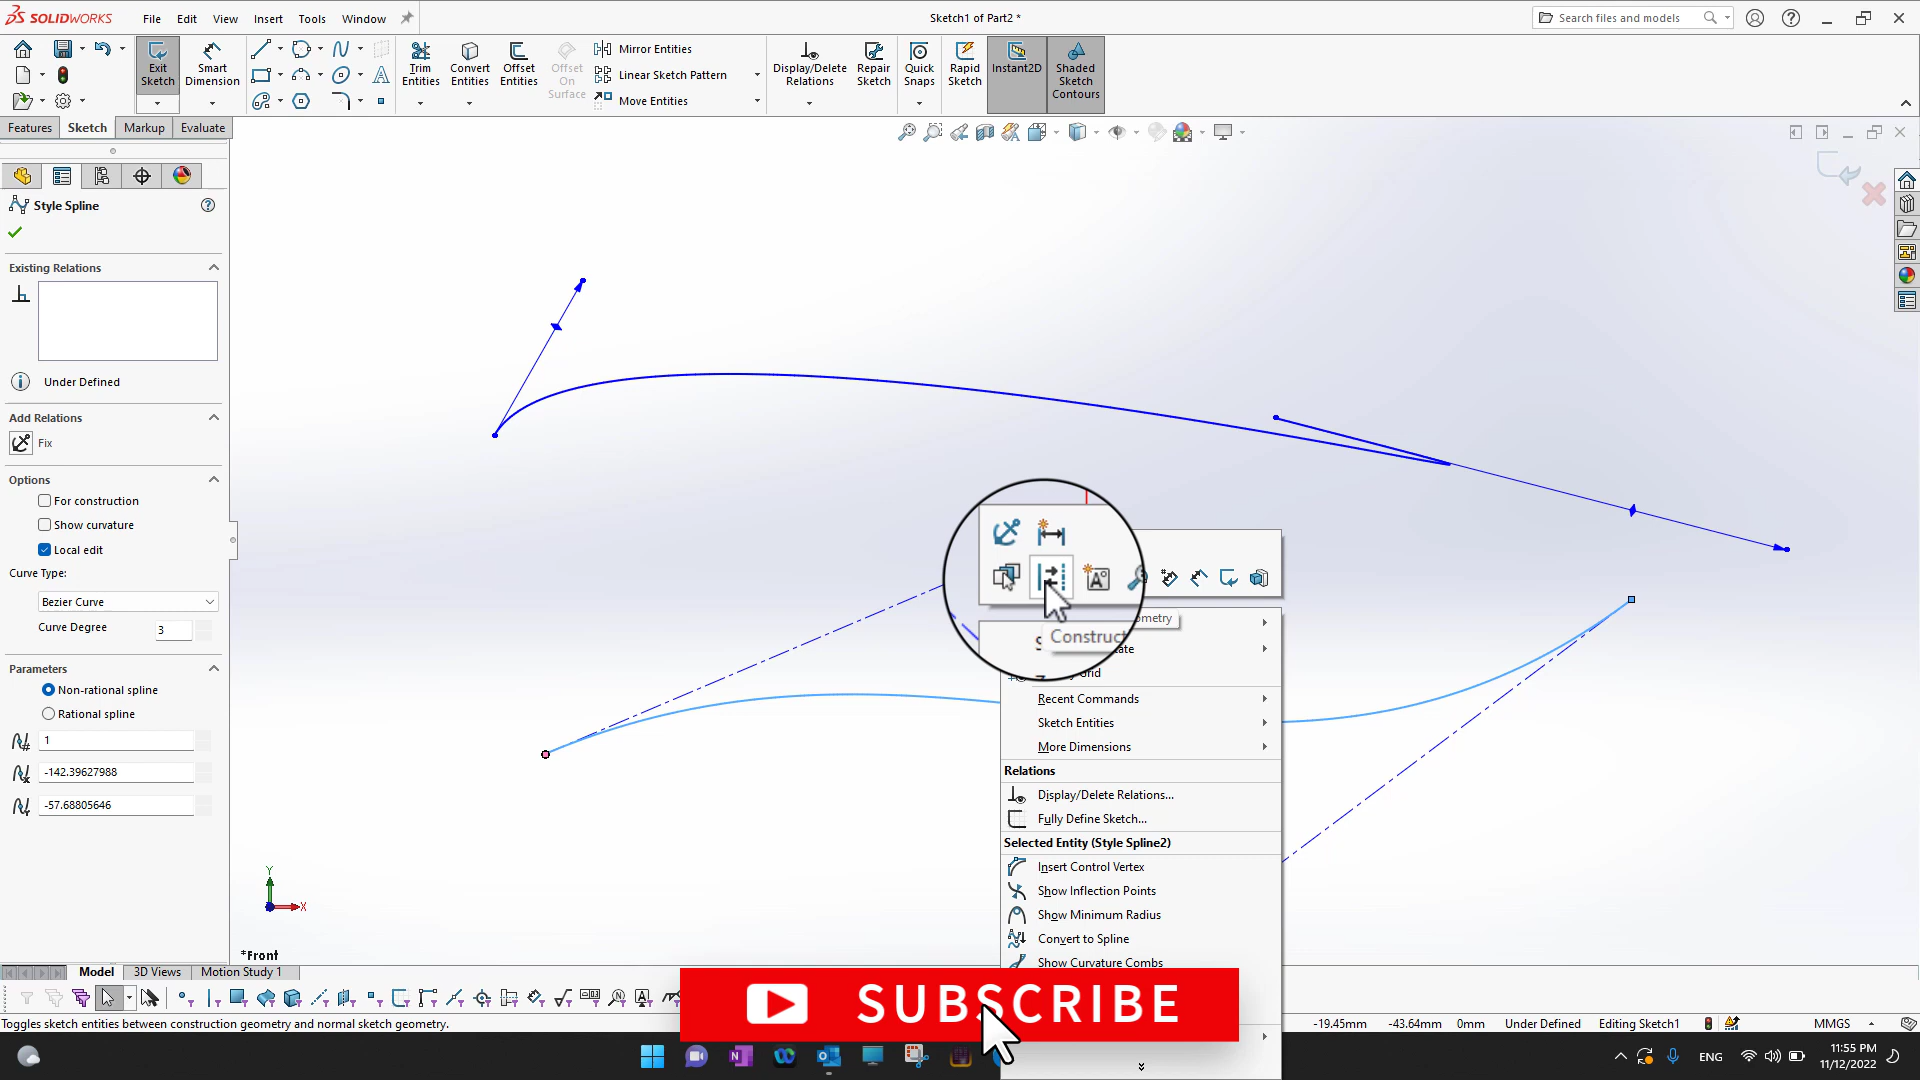 SOLIDWORKS File Edit View Insert Tools Window
Sketch1 of Part2 *
Search files and models
Exit Sketch
Smart Dimension
Trim Entities
Convert Entities
Offset Entities
Offset On Surface
Mirror Entities
Linear Sketch Pattern
Move Entities
Display/Delete Relations
Repair Sketch
Quick Snaps
Rapid Sketch
Instant2D
Shaded Sketch Contours
Features Sketch Markup Evaluate
Style Spline
Existing Relations
Under Defined
Add Relations
Fix
Options
For construction
Show curvature
Local edit
Curve Type:
Bezier Curve
Curve Degree 3
Parameters
Non-rational spline
Rational spline
1
-142.39627988
-57.68805646
Construct
ometry
Recent Commands
Sketch Entities
More Dimensions
Relations
Display/Delete Relations...
Fully Define Sketch...
Selected Entity (Style Spline2)
Insert Control Vertex
Show Inflection Points
Show Minimum Radius
Convert to Spline
Show Curvature Combs
Y
X
*Front
Model 3D Views Motion Study 1
SUBSCRIBE
Toggles sketch entities between construction geometry and normal sketch geometry.
-19.45mm -43.64mm 0mm Under Defined Editing Sketch1 MMGS
ENG
11:55 PM
11/12/2022